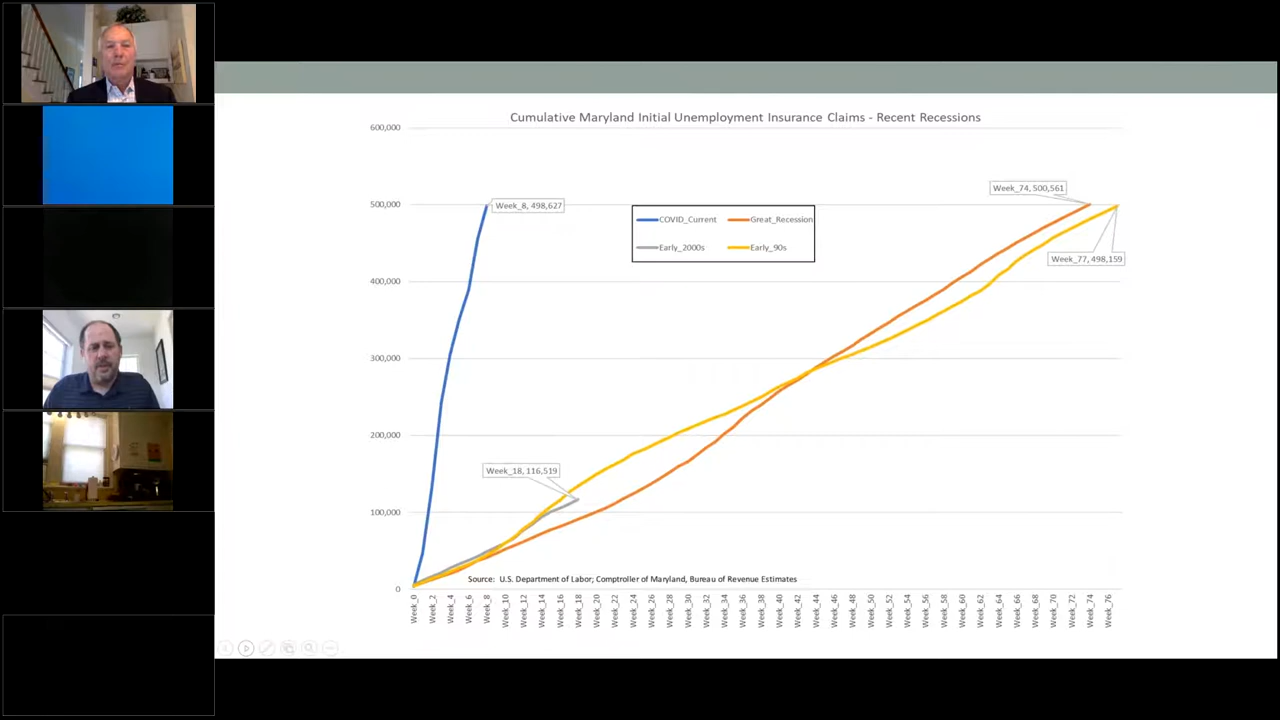 Cumulative Maryland Initial Unemployment Insurance Claims - Recent Recessions
600,000
500,000
400,000
300,000
200,000
100,000
0
Week_8, 498,627
Week_74, 500,561
Week_77, 498,159
Week_18, 116,519
COVID_Current
Great_Recession
Early_2000s
Early_90s
Source: U.S. Department of Labor; Comptroller of Maryland, Bureau of Revenue Estimates
Week_0
Week_2
Week_4
Week_6
Week_8
Week_10
Week_12
Week_14
Week_16
Week_18
Week_20
Week_22
Week_24
Week_26
Week_28
Week_30
Week_32
Week_34
Week_36
Week_38
Week_40
Week_42
Week_44
Week_46
Week_48
Week_50
Week_52
Week_54
Week_56
Week_58
Week_60
Week_62
Week_64
Week_66
Week_68
Week_70
Week_72
Week_74
Week_76